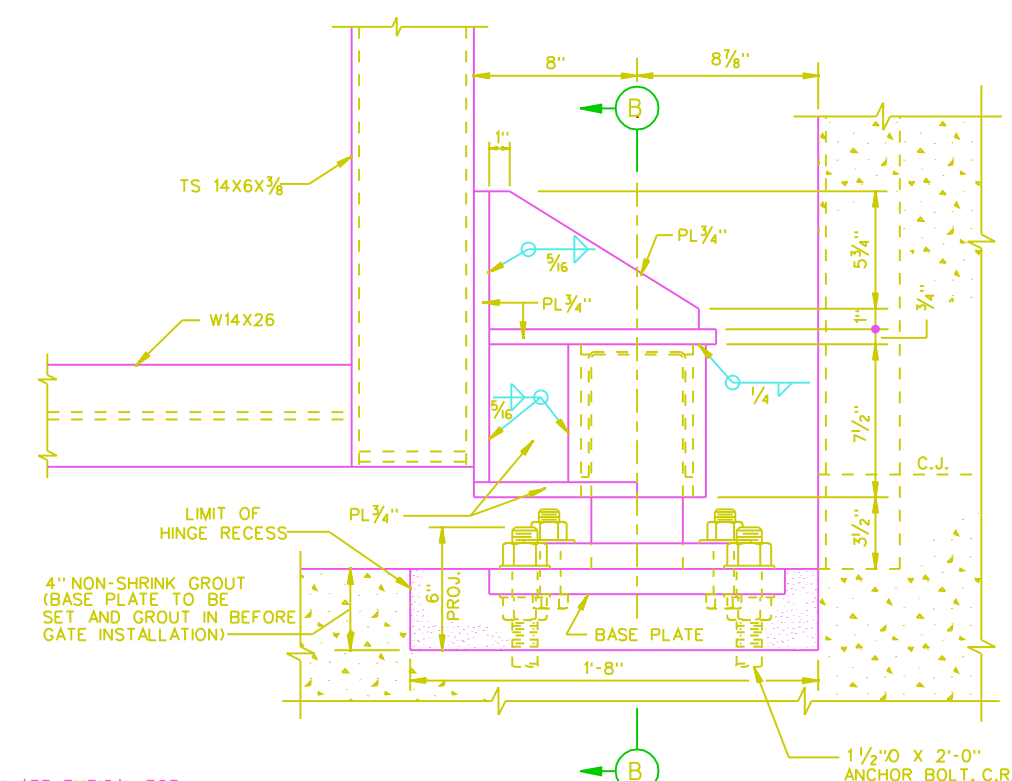 8"
8⅞"
B
1"
TS 14X6X⅜
PL¾"
5/16
5¾"
PL¾"
¾"
1"
W14X26
1/4
5/16
7½"
C.J.
LIMIT OF
HINGE RECESS
PL¾"
3½"
4" NON-SHRINK GROUT
(BASE PLATE TO BE
SET AND GROUT IN BEFORE
GATE INSTALLATION)
6"
PROJ.
BASE PLATE
1'-8"
B
1½"O X 2'-0"
ANCHOR BOLT, C.R